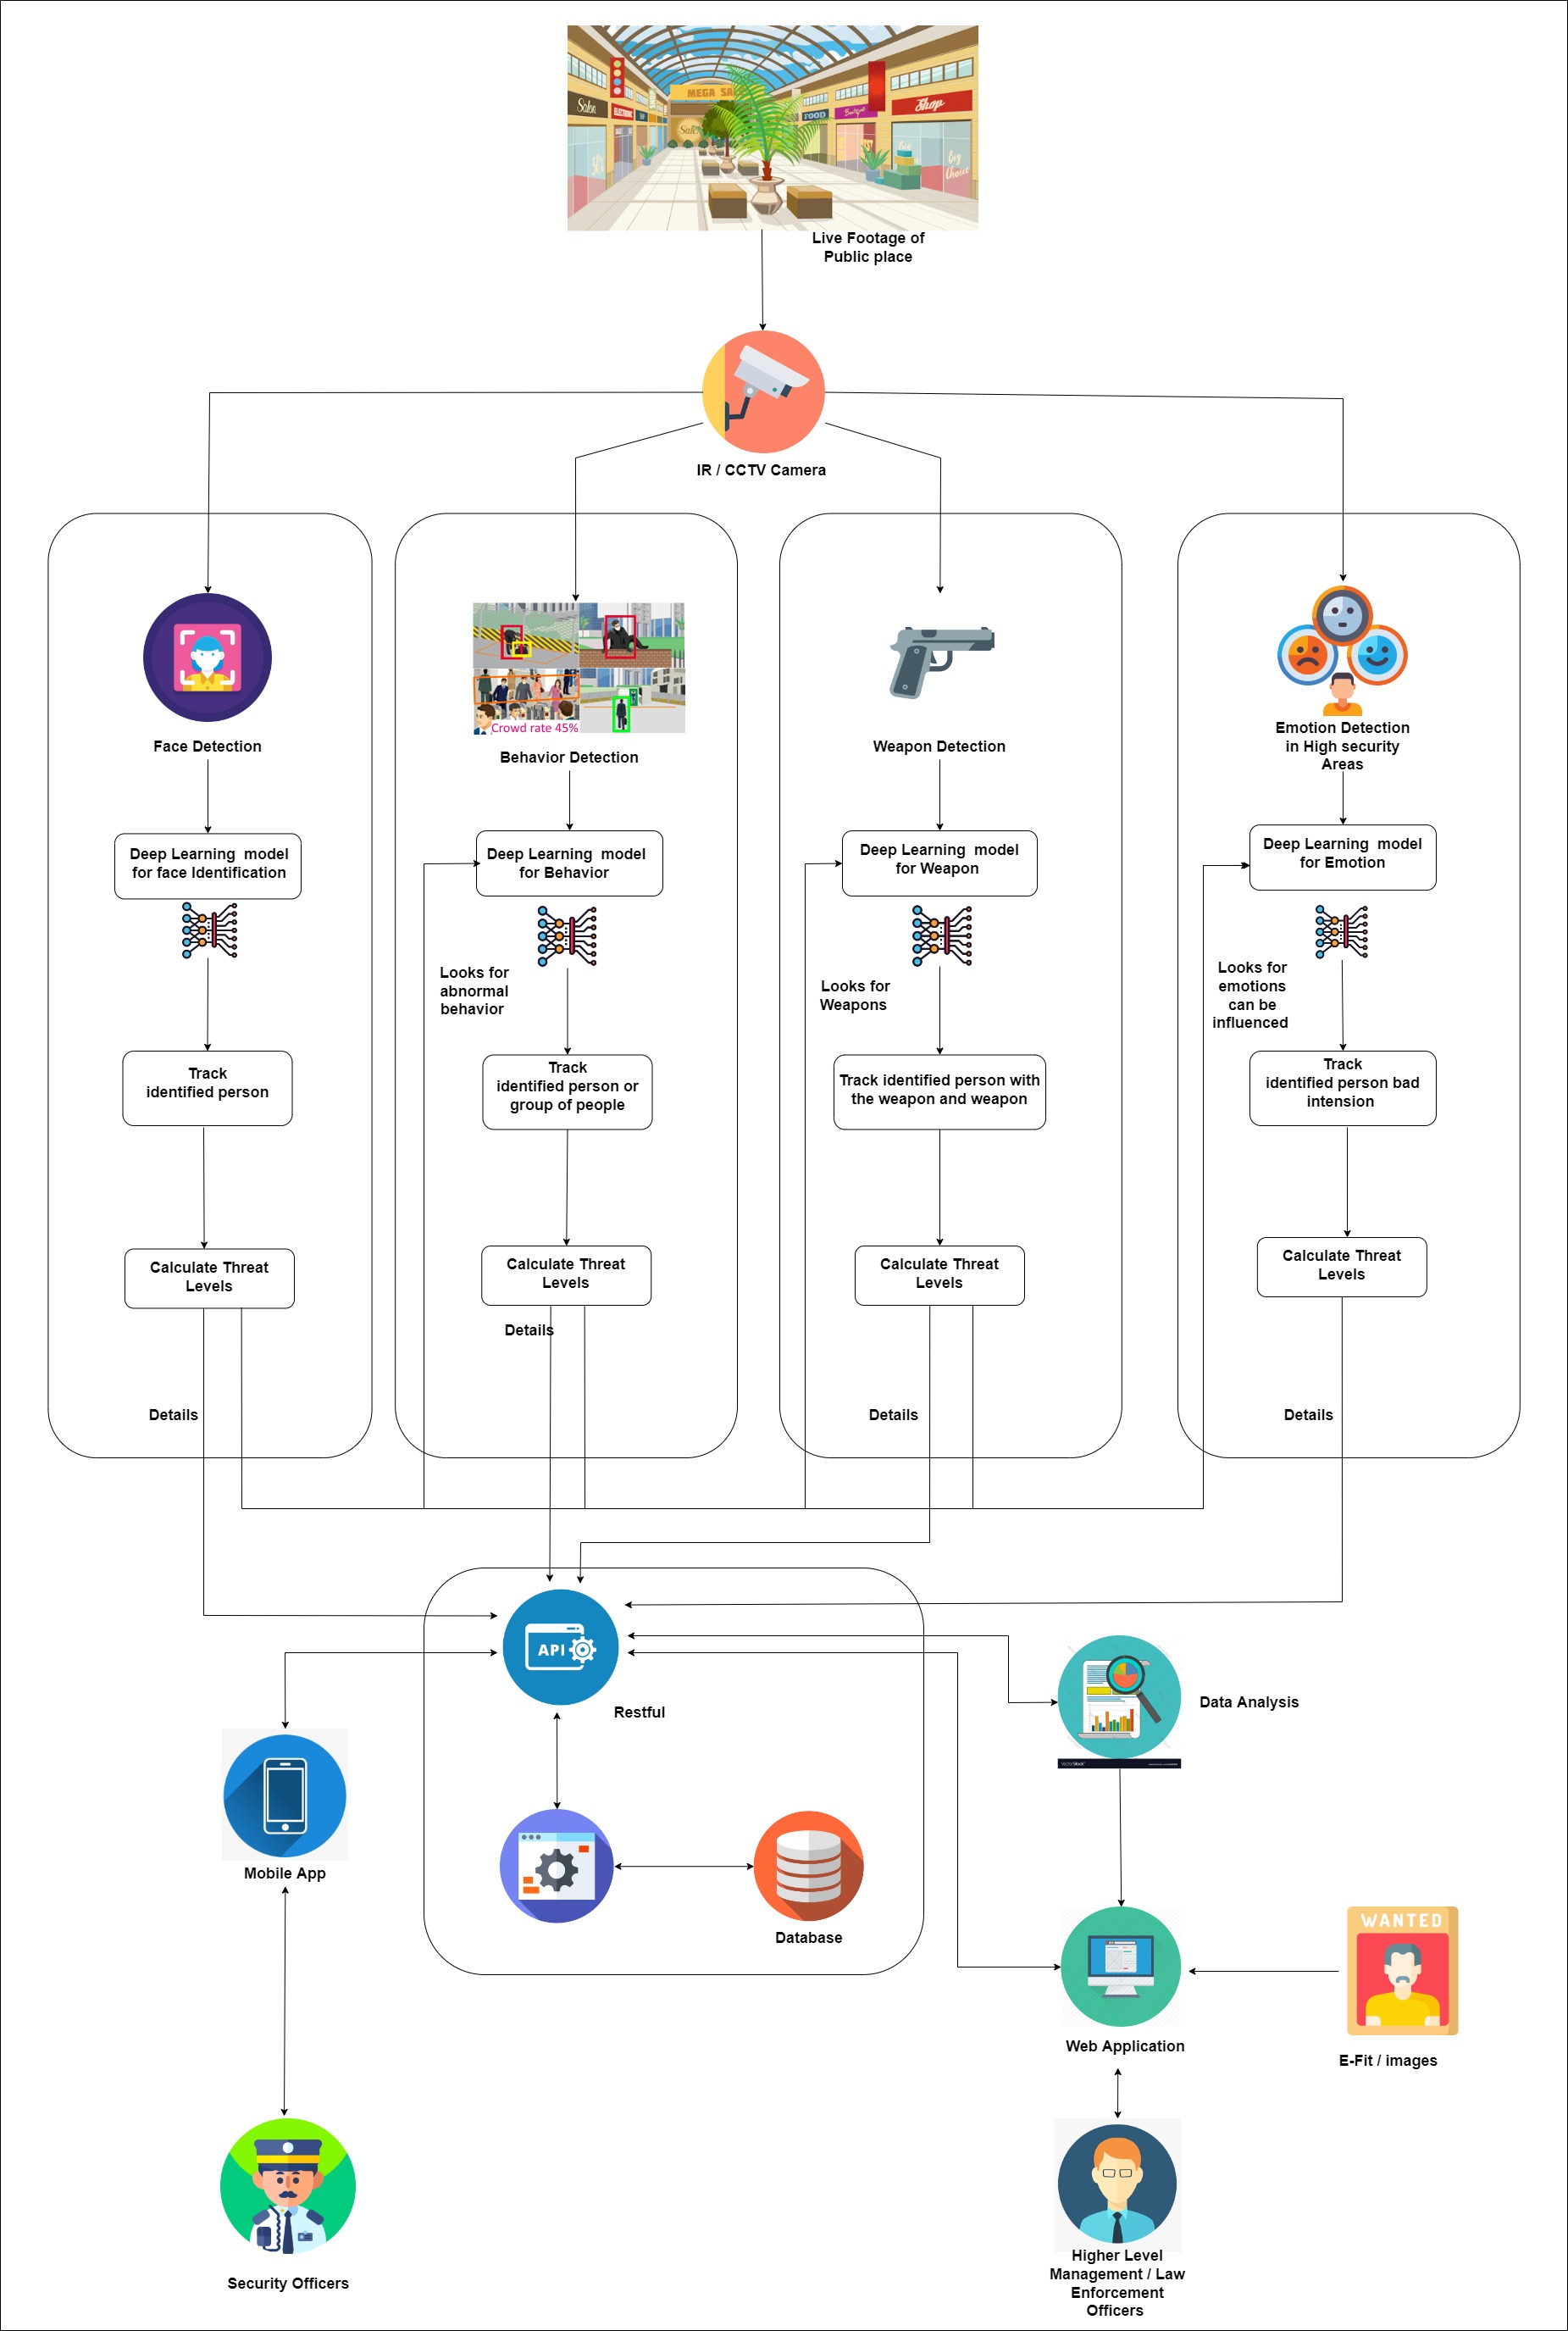 MEGA SA
Salon
ELECTRONIC
Sale
FOOD
Boutique
Shop
Buy
Choice
Live Footage of
Public place
IR / CCTV Camera
Face Detection
Deep Learning  model
for face Identification
Track
identified person
Calculate Threat
Levels
Details
Crowd rate 45%
Behavior Detection
Deep Learning  model
for Behavior
Looks for
abnormal
behavior
Track
identified person or
group of people
Calculate Threat
Levels
Details
Weapon Detection
Deep Learning  model
for Weapon
Looks for
Weapons
Track identified person with
the weapon and weapon
Calculate Threat
Levels
Details
Emotion Detection
in High security
Areas
Deep Learning  model
for Emotion
Looks for
emotions
can be
influenced
Track
identified person bad
intension
Calculate Threat
Levels
Details
API
Restful
Data Analysis
VectorStock
Mobile App
Database
WANTED
Web Application
E-Fit / images
Security Officers
Higher Level
Management / Law
Enforcement
Officers